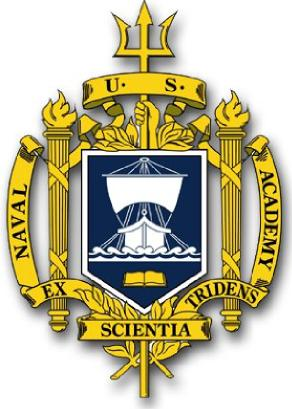 U· S·
NAVAL
ACADEMY
EX
TRIDENS
SCIENTIA